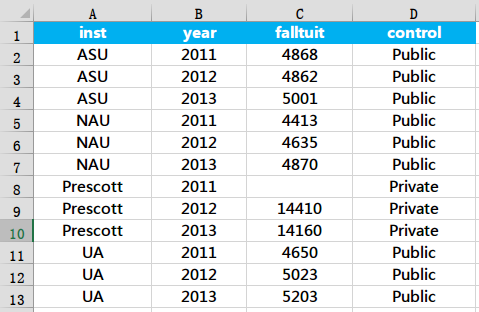 A B C D
1 inst year falltuit control
2 ASU 2011 4868 Public
3 ASU 2012 4862 Public
4 ASU 2013 5001 Public
5 NAU 2011 4413 Public
6 NAU 2012 4635 Public
7 NAU 2013 4870 Public
8 Prescott 2011 Private
9 Prescott 2012 14410 Private
10 Prescott 2013 14160 Private
11 UA 2011 4650 Public
12 UA 2012 5023 Public
13 UA 2013 5203 Public